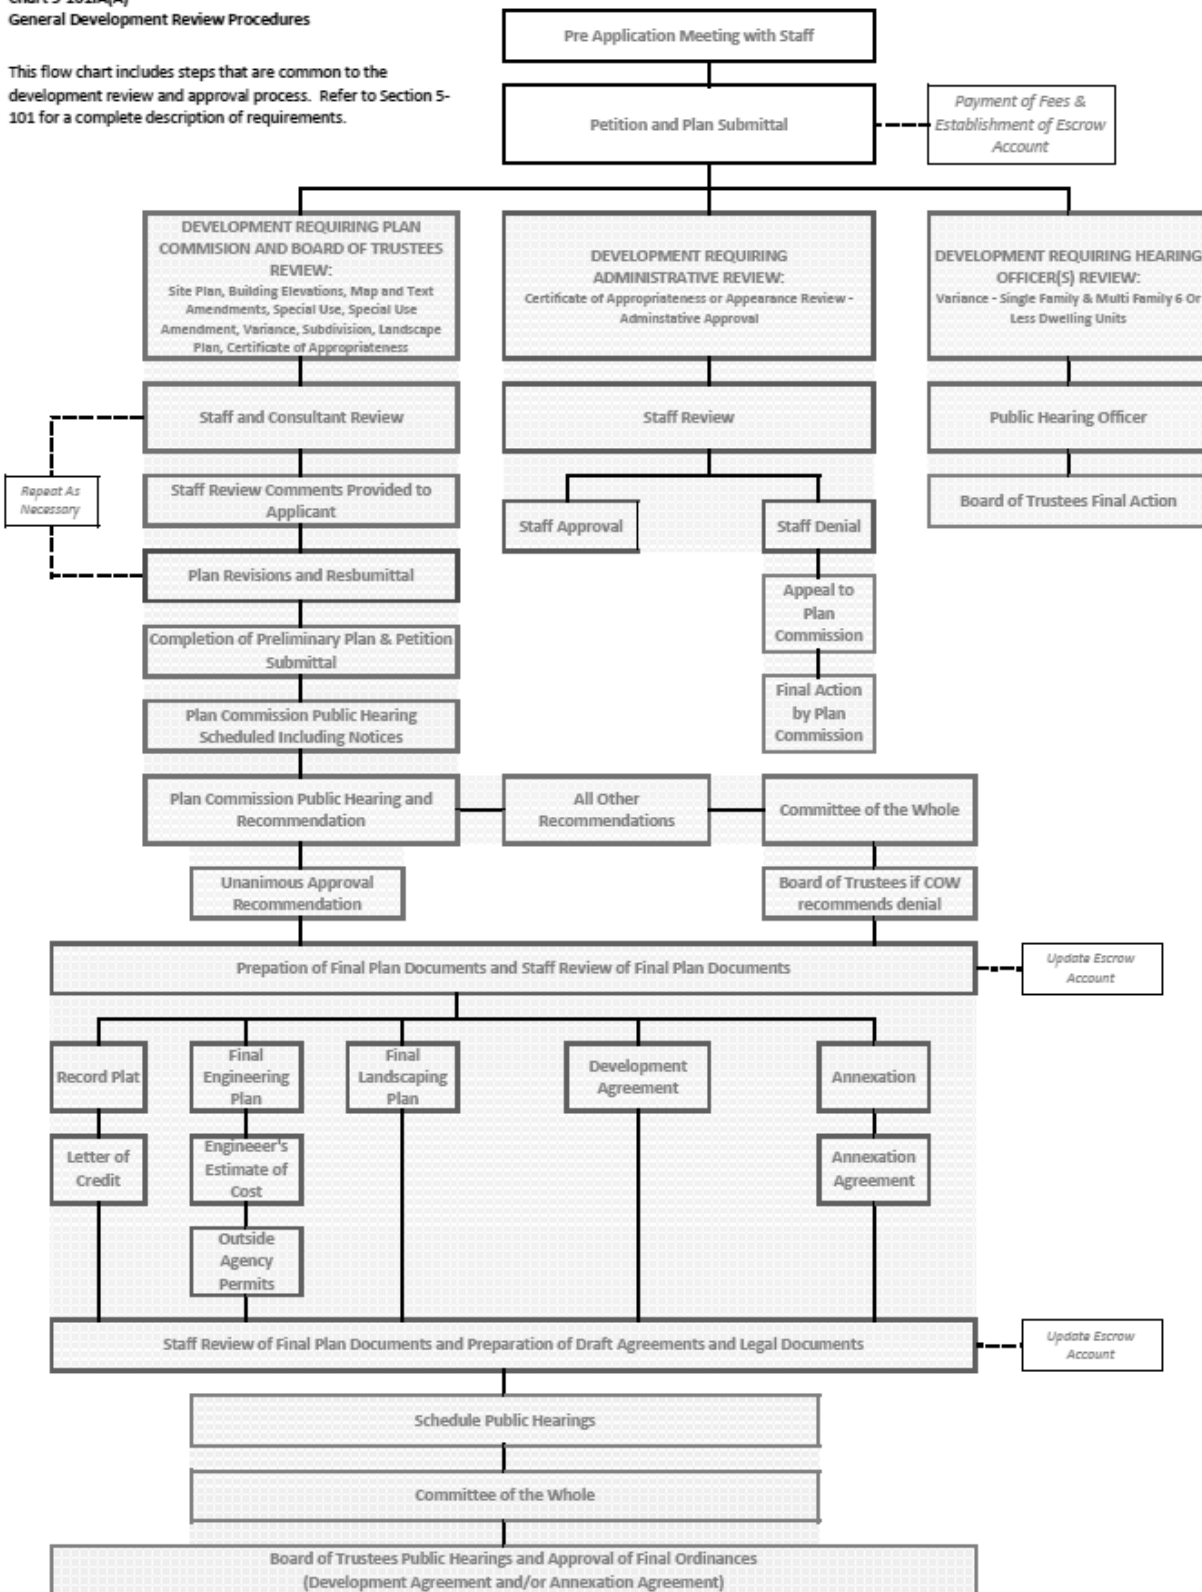 General Development Review Procedures
This flow chart includes steps that are common to the
development review and approval process. Refer to Section 5-
101 for a complete description of requirements.
Pre Application Meeting with Staff
Petition and Plan Submittal
Payment of Fees &
Establishment of Escrow
Account
DEVELOPMENT REQUIRING PLAN
COMMISION AND BOARD OF TRUSTEES
REVIEW:
Site Plan, Building Elevations, Map and Text
Amendments, Special Use, Special Use
Amendment, Variance, Subdivision, Landscape
Plan, Certificate of Appropriateness
DEVELOPMENT REQUIRING
ADMINISTRATIVE REVIEW:
Certificate of Appropriateness or Appearance Review -
Adminstative Approval
DEVELOPMENT REQUIRING HEARING
OFFICER(S) REVIEW:
Variance - Single Family & Multi Family 6 Or
Less Dwelling Units
Staff and Consultant Review
Staff Review
Public Hearing Officer
Repeat As
Necessary
Staff Review Comments Provided to
Applicant
Staff Approval
Staff Denial
Board of Trustees Final Action
Plan Revisions and Resbumittal
Appeal to
Plan
Commission
Completion of Preliminary Plan & Petition
Submittal
Final Action
by Plan
Commission
Plan Commission Public Hearing
Scheduled Including Notices
Plan Commission Public Hearing and
Recommendation
All Other
Recommendations
Committee of the Whole
Unanimous Approval
Recommendation
Board of Trustees if COW
recommends denial
Prepation of Final Plan Documents and Staff Review of Final Plan Documents
Update Escrow
Account
Record Plat
Final
Engineering
Plan
Final
Landscaping
Plan
Development
Agreement
Annexation
Letter of
Credit
Engineeer's
Estimate of
Cost
Annexation
Agreement
Outside
Agency
Permits
Staff Review of Final Plan Documents and Preparation of Draft Agreements and Legal Documents
Update Escrow
Account
Schedule Public Hearings
Committee of the Whole
Board of Trustees Public Hearings and Approval of Final Ordinances
(Development Agreement and/or Annexation Agreement)